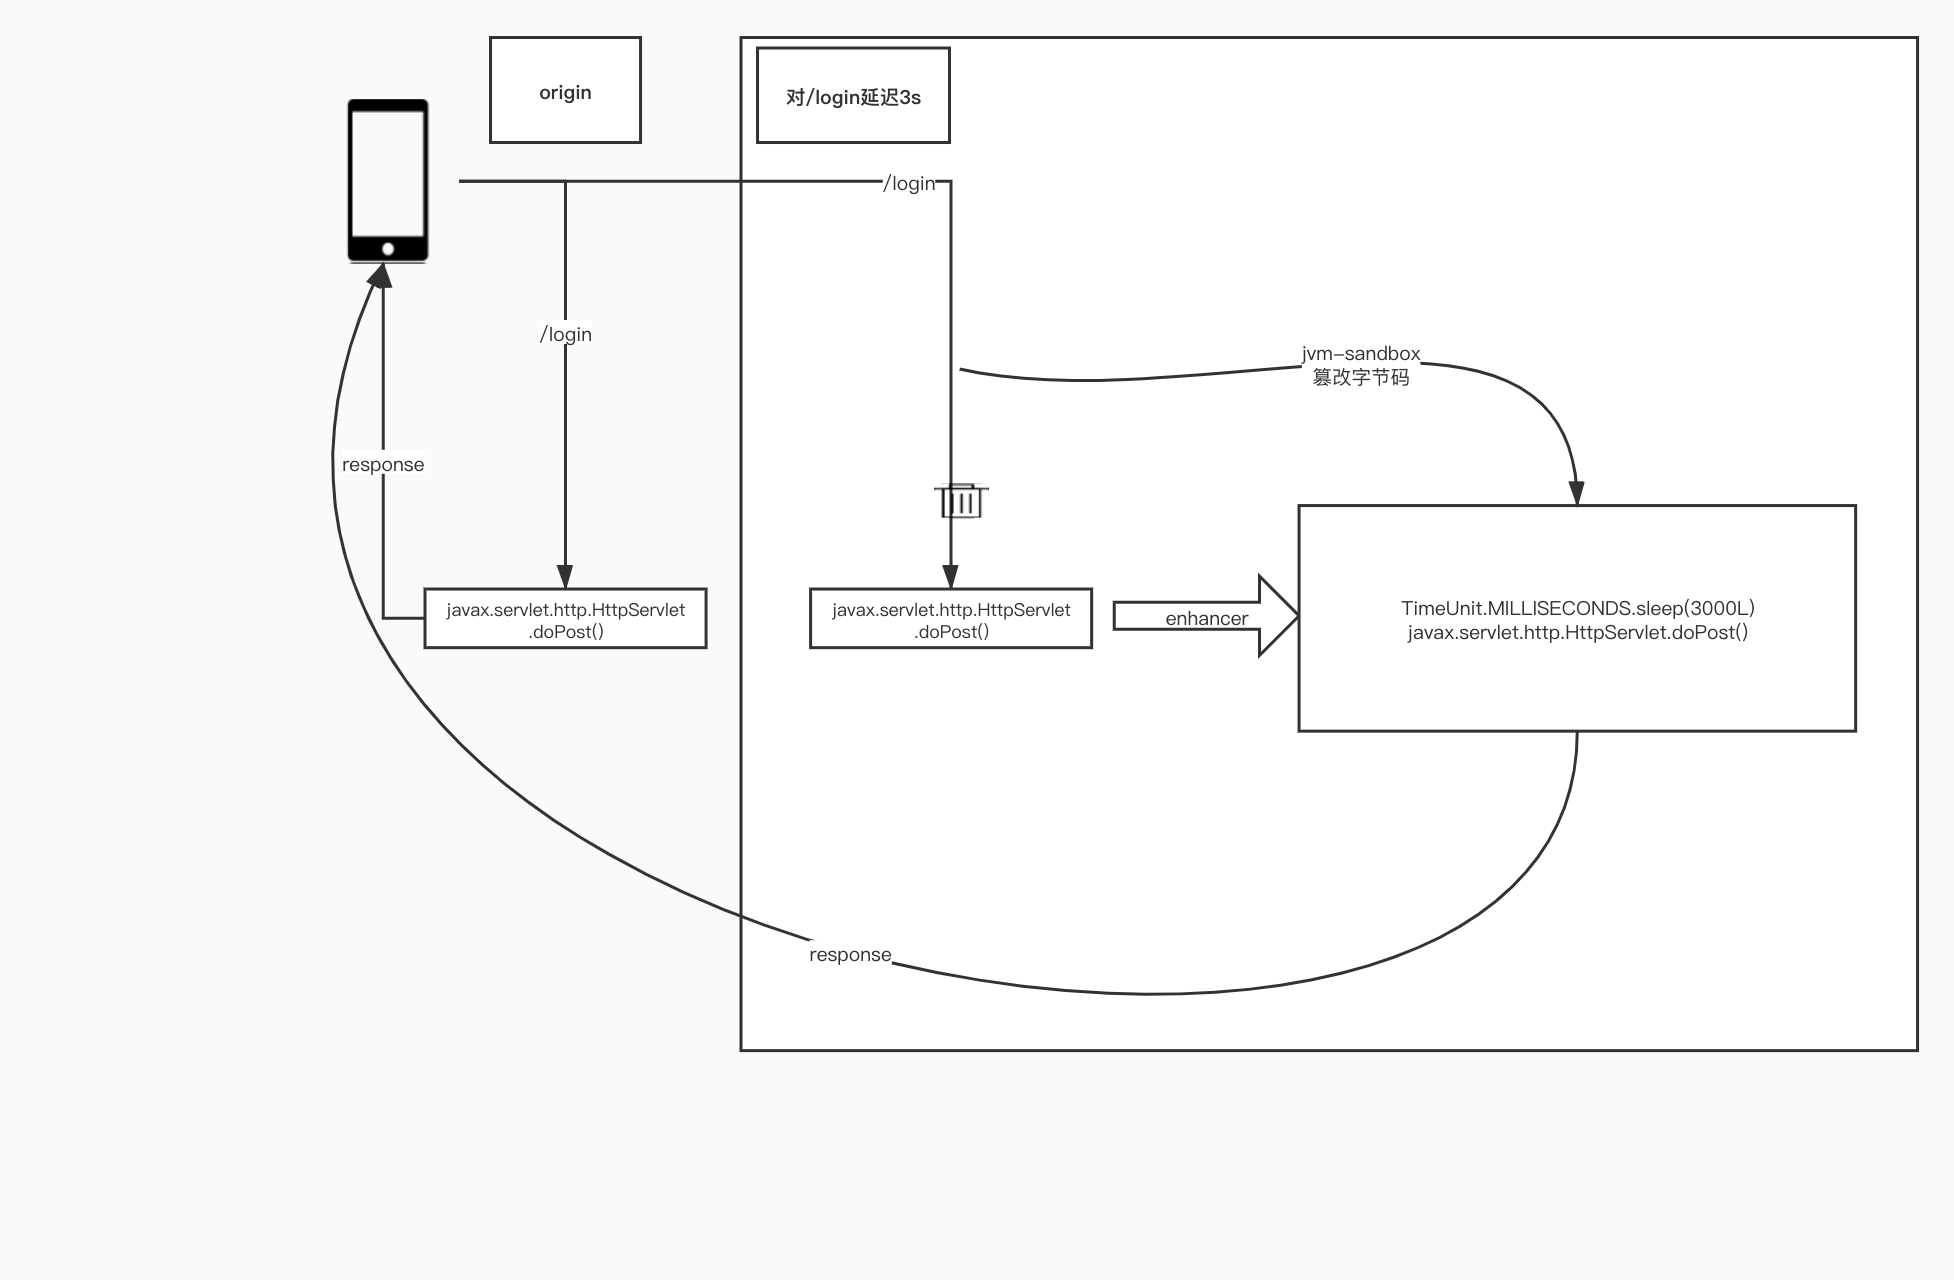 origin
对/login延迟3s
/login
/login
jvm-sandbox
篡改字节码
response
javax.servlet.http.HttpServlet
.doPost()
javax.servlet.http.HttpServlet
.doPost()
enhancer
TimeUnit.MILLISECONDS.sleep(3000L)
javax.servlet.http.HttpServlet.doPost()
response